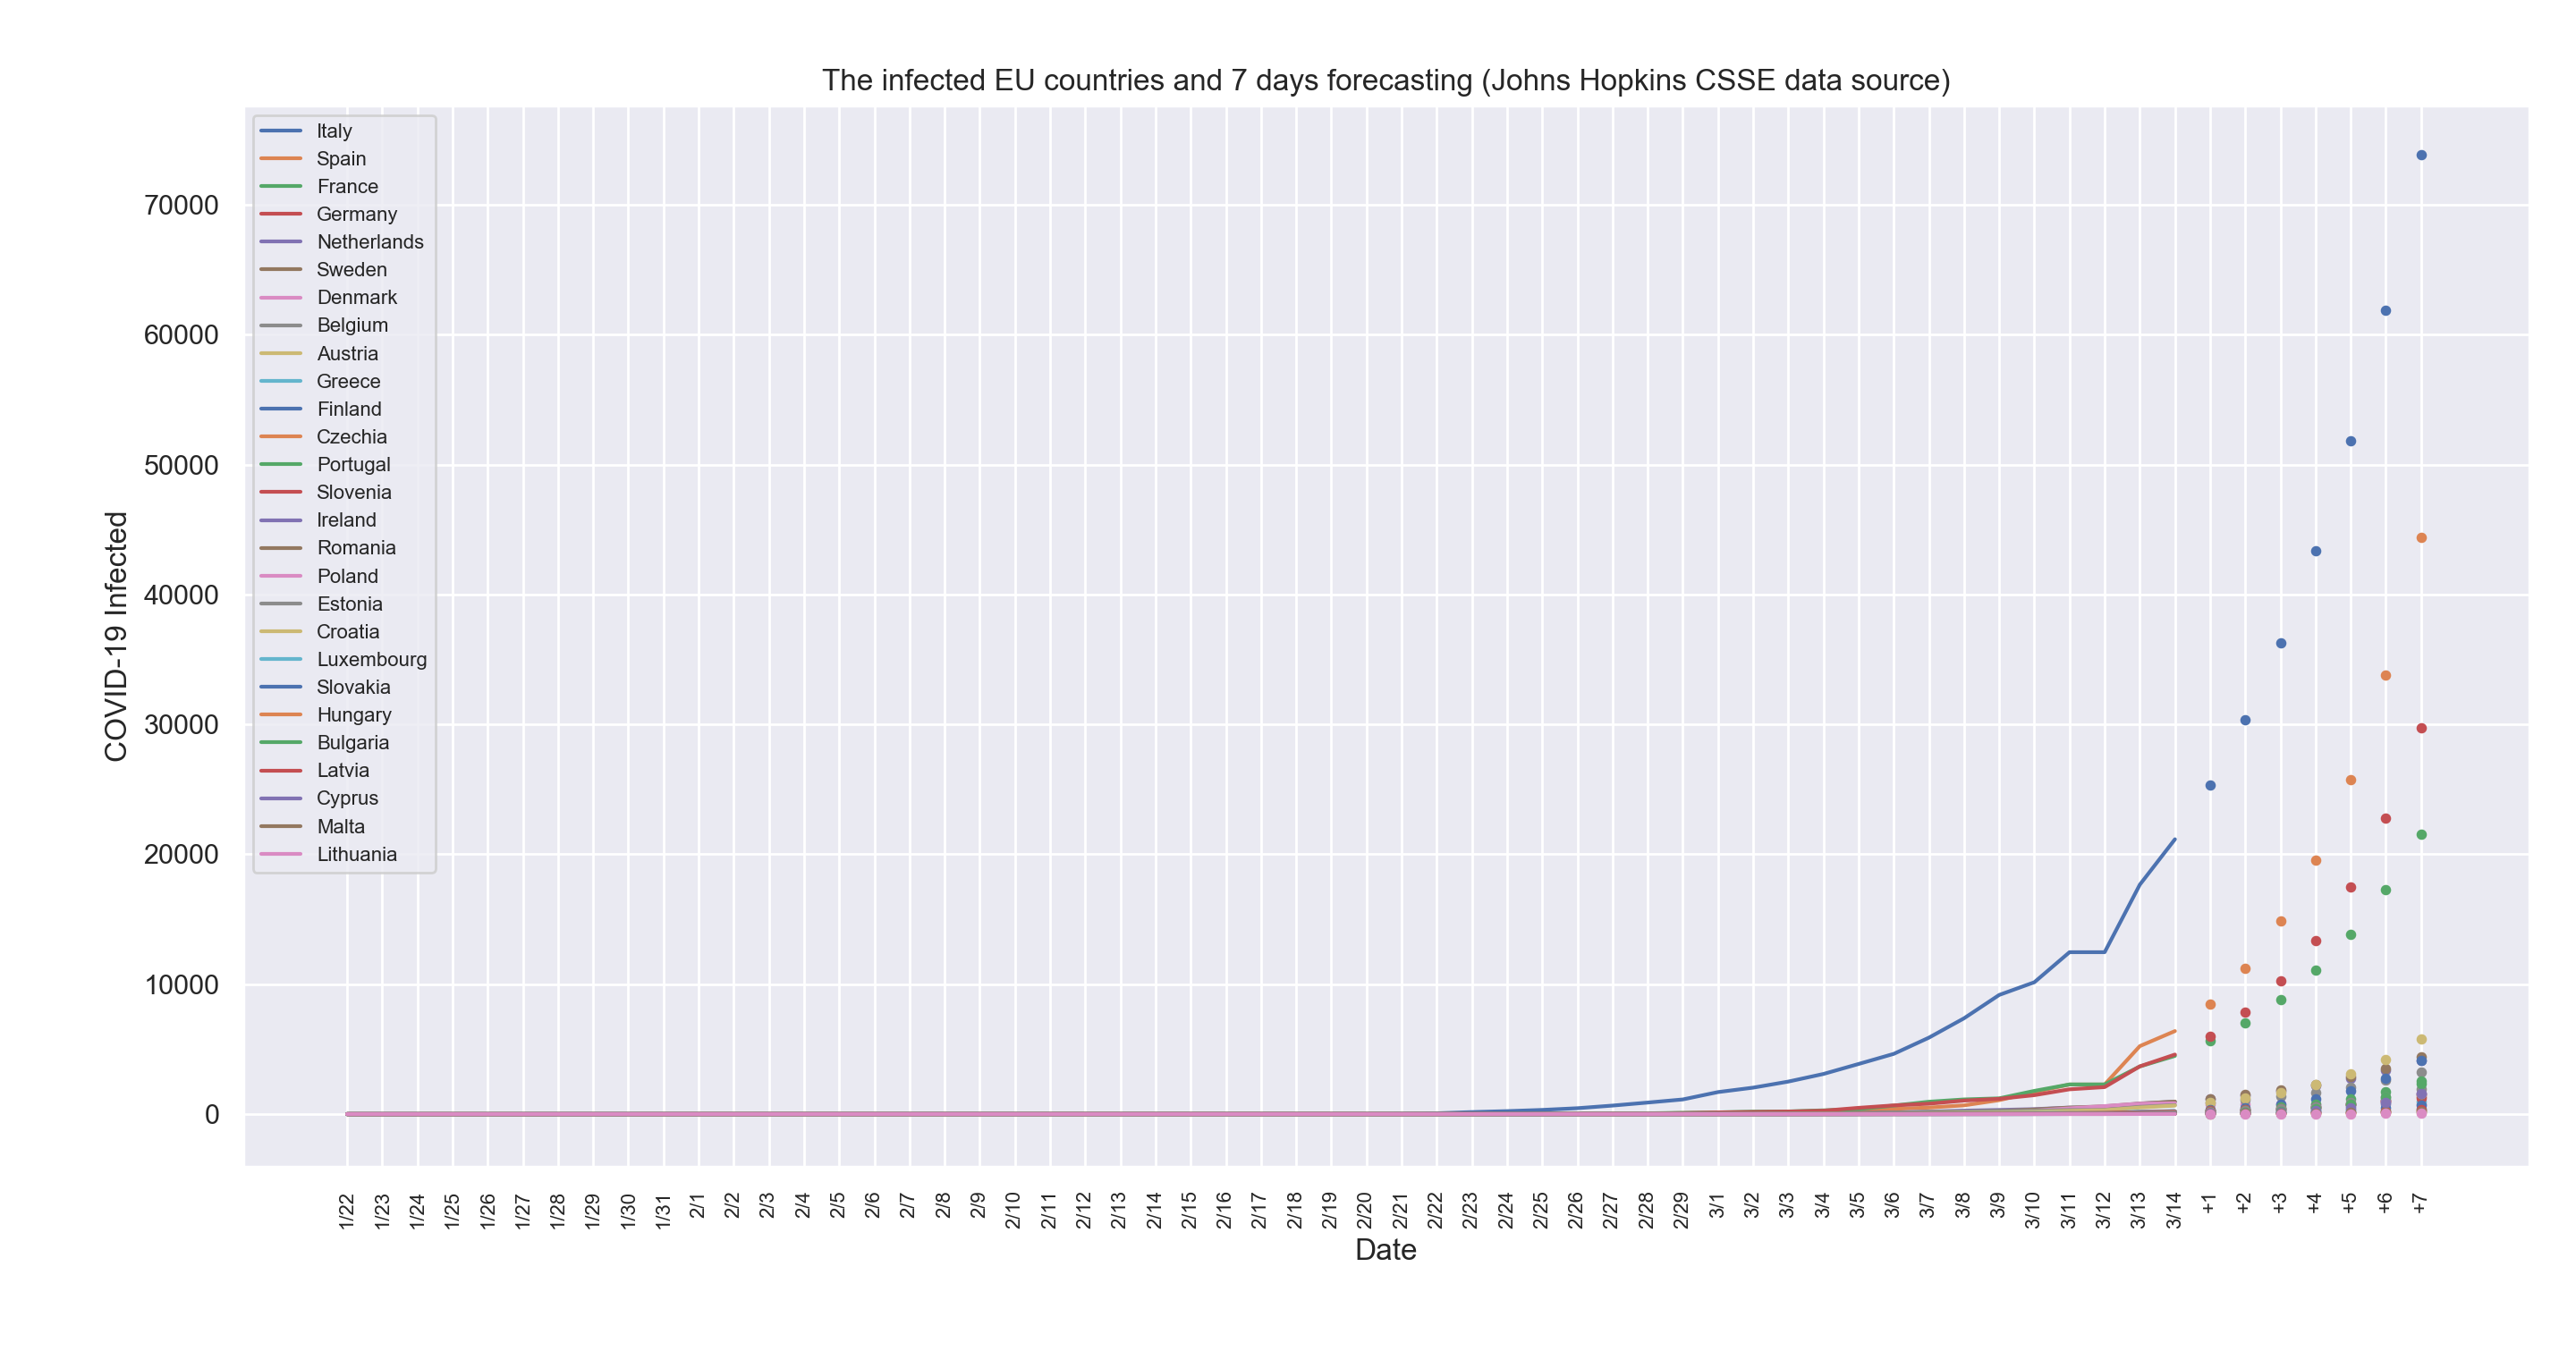 The infected EU countries and 7 days forecasting (Johns Hopkins CSSE data source)
Italy
Spain
France
Germany
Netherlands
Sweden
Denmark
Belgium
Austria
Greece
Finland
Czechia
Portugal
Slovenia
Ireland
Romania
Poland
Estonia
Croatia
Luxembourg
Slovakia
Hungary
Bulgaria
Latvia
Cyprus
Malta
Lithuania
COVID-19 Infected
70000
60000
50000
40000
30000
20000
10000
0
1/22
1/23
1/24
1/25
1/26
1/27
1/28
1/29
1/30
1/31
2/1
2/2
2/3
2/4
2/5
2/6
2/7
2/8
2/9
2/10
2/11
2/12
2/13
2/14
2/15
2/16
2/17
2/18
2/19
2/20
2/21
2/22
2/23
2/24
2/25
2/26
2/27
2/28
2/29
3/1
3/2
3/3
3/4
3/5
3/6
3/7
3/8
3/9
3/10
3/11
3/12
3/13
3/14
+1
+2
+3
+4
+5
+6
+7
Date